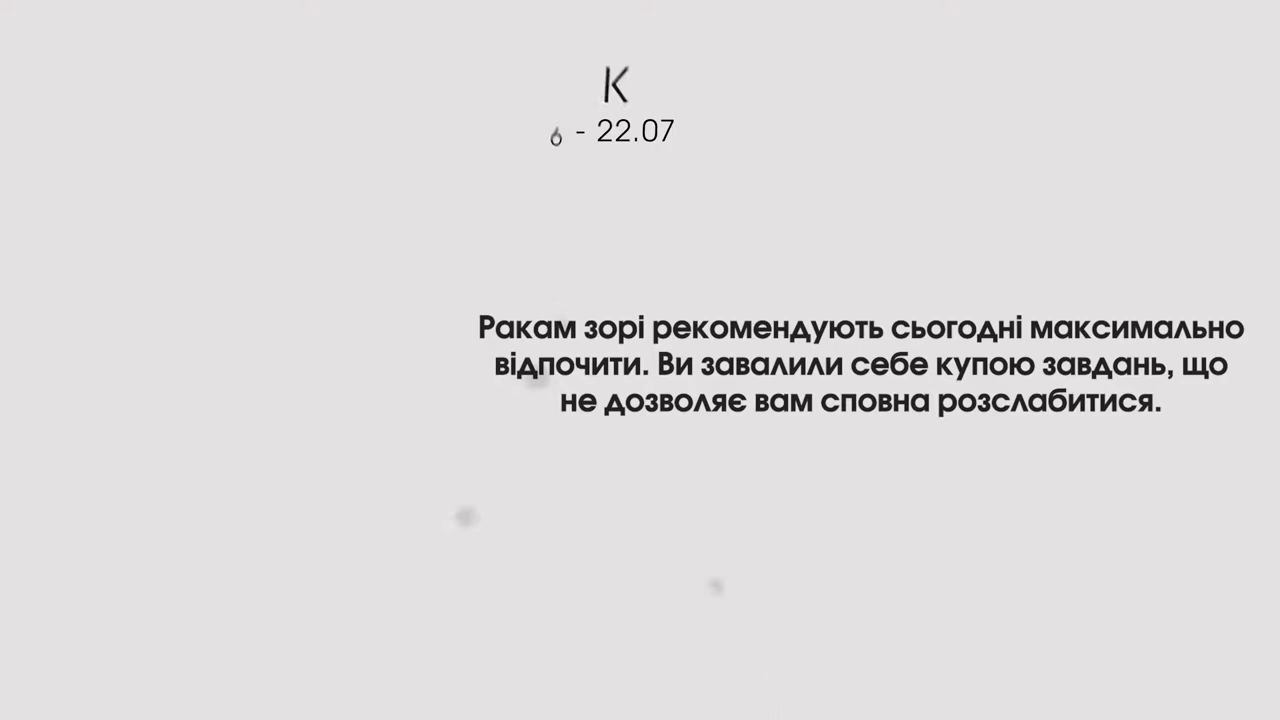 К
6 - 22.07
Ракам зорі рекомендують сьогодні максимально
відпочити. Ви завалили себе купою завдань, що
не дозволяє вам сповна розслабитися.